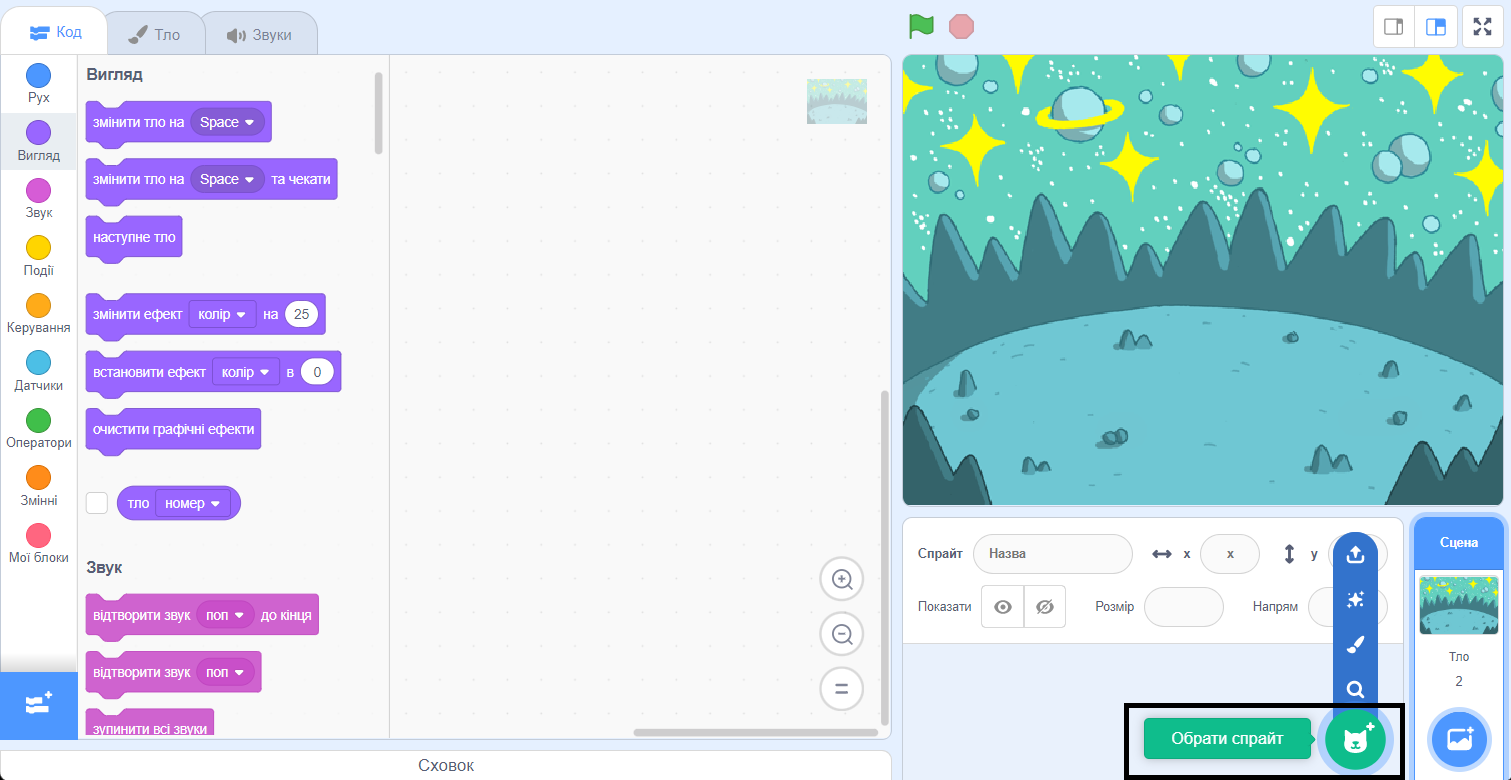 Код
Тло
Звуки
Рух
Вигляд
Звук
Події
Керування
Датчики
Оператори
Змінні
Мої блоки
Вигляд
змінити тло на Space
змінити тло на Space та чекати
наступне тло
змінити ефект колір на 25
встановити ефект колір в 0
очистити графічні ефекти
тло номер
Звук
відтворити звук поп до кінця
відтворити звук поп
зупинити всі звуки
Сховок
Спрайт Назва x x y
Показати Розмір Напрям
Обрати спрайт
Сцена
Тло
2